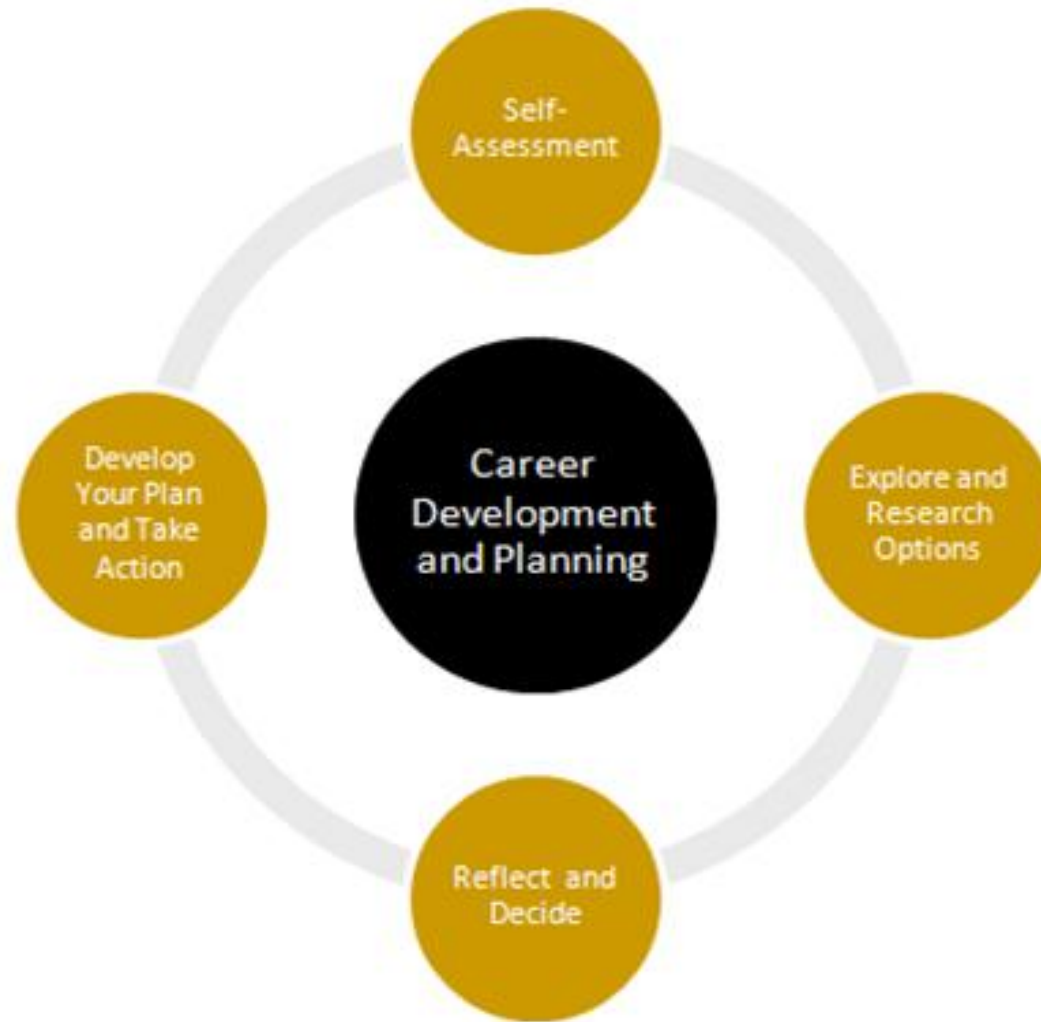 Self-
Assessment
Develop
Your Plan
and Take
Action
Career
Development
and Planning
Explore and
Research
Options
Reflect and
Decide